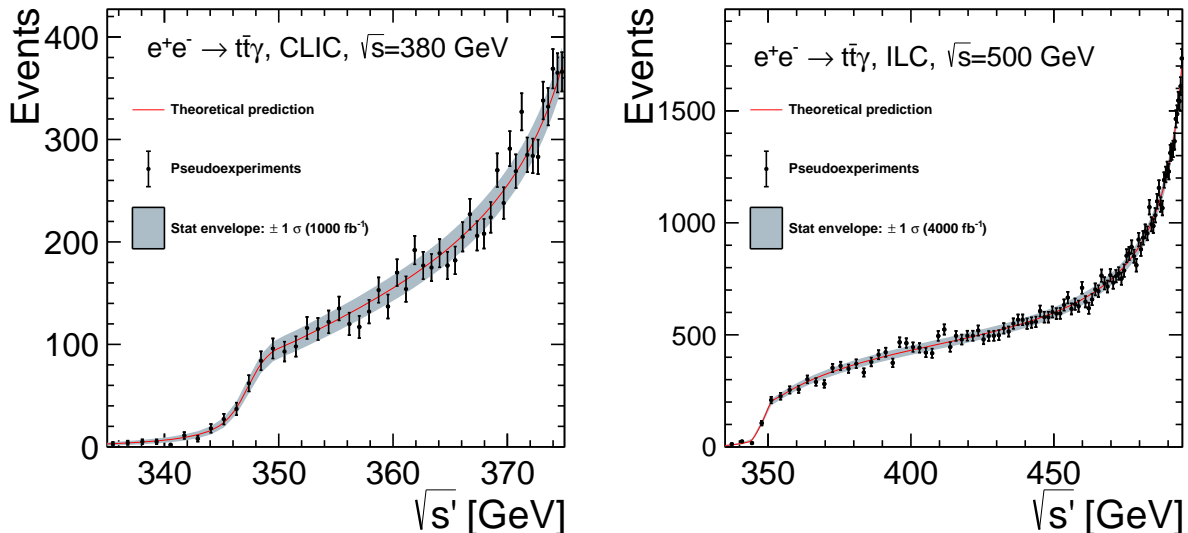 e⁺e⁻ → tt̄γ, CLIC, √s=380 GeV
Theoretical prediction
Pseudoexperiments
Stat envelope: ± 1 σ (1000 fb⁻¹)
Events
400
300
200
100
0
340 350 360 370
√s' [GeV]
e⁺e⁻ → tt̄γ, ILC, √s=500 GeV
Theoretical prediction
Pseudoexperiments
Stat envelope: ± 1 σ (4000 fb⁻¹)
Events
1500
1000
500
0
350 400 450
√s' [GeV]